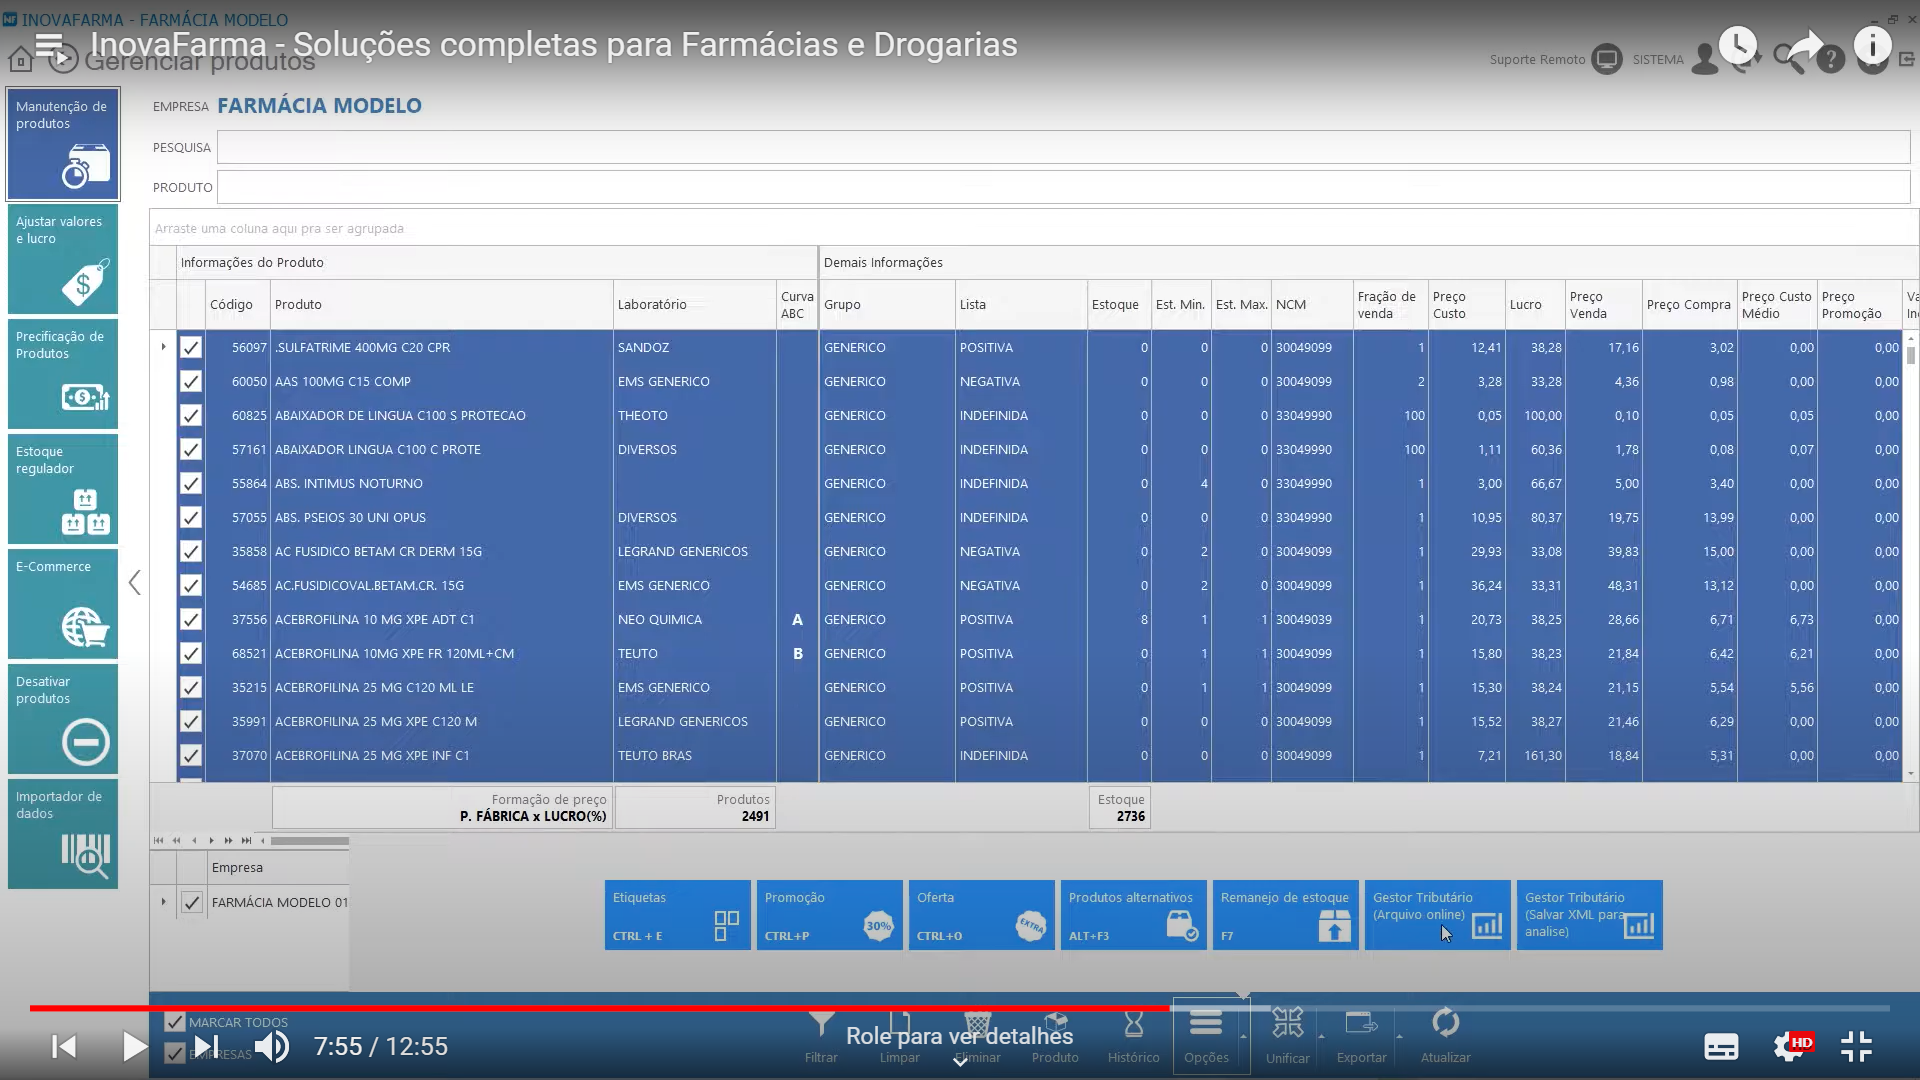 INOVAFARMA - FARMÁCIA MODELO
InovaFarma - Soluções completas para Farmácias e Drogarias
Gerenciar produtos
Suporte Remoto
SISTEMA
Manutenção de produtos
Ajustar valores e lucro
Precificação de Produtos
Estoque regulador
E-Commerce
Desativar produtos
Importador de dados
EMPRESA FARMÁCIA MODELO
PESQUISA
PRODUTO
Arraste uma coluna aqui pra ser agrupada
Informações do Produto Demais Informações
Código Produto Laboratório Curva ABC Grupo Lista Estoque Est. Min. Est. Max. NCM Fração de venda Preço Custo Lucro Preço Venda Preço Compra Preço Custo Médio Preço Promoção
56097 .SULFATRIME 400MG C20 CPR SANDOZ GENERICO POSITIVA 0 0 0 30049099 1 12,41 38,28 17,16 3,02 0,00 0,00
60050 AAS 100MG C15 COMP EMS GENERICO GENERICO NEGATIVA 0 0 0 30049099 2 3,28 33,28 4,36 0,98 0,00 0,00
60825 ABAIXADOR DE LINGUA C100 S PROTECAO THEOTO GENERICO INDEFINIDA 0 0 0 33049990 100 0,05 100,00 0,10 0,05 0,05 0,00
57161 ABAIXADOR LINGUA C100 C PROTE DIVERSOS GENERICO INDEFINIDA 0 0 0 33049990 100 1,11 60,36 1,78 0,08 0,07 0,00
55864 ABS. INTIMUS NOTURNO GENERICO INDEFINIDA 0 4 0 33049990 1 3,00 66,67 5,00 3,40 0,00 0,00
57055 ABS. PSEIOS 30 UNI OPUS DIVERSOS GENERICO INDEFINIDA 0 0 0 33049990 1 10,95 80,37 19,75 13,99 0,00 0,00
35858 AC FUSIDICO BETAM CR DERM 15G LEGRAND GENERICOS GENERICO NEGATIVA 0 2 0 30049099 1 29,93 33,08 39,83 15,00 0,00 0,00
54685 AC.FUSIDICOVAL.BETAM.CR. 15G EMS GENERICO GENERICO NEGATIVA 0 2 0 30049099 1 36,24 33,31 48,31 13,12 0,00 0,00
37556 ACEBROFILINA 10 MG XPE ADT C1 NEO QUIMICA A GENERICO POSITIVA 8 1 1 30049039 1 20,73 38,25 28,66 6,71 6,73 0,00
68521 ACEBROFILINA 10MG XPE FR 120ML+CM TEUTO B GENERICO POSITIVA 0 1 1 30049099 1 15,80 38,23 21,84 6,42 6,21 0,00
35215 ACEBROFILINA 25 MG C120 ML LE EMS GENERICO GENERICO POSITIVA 0 1 1 30049099 1 15,30 38,24 21,15 5,54 5,56 0,00
35991 ACEBROFILINA 25 MG XPE C120 M LEGRAND GENERICOS GENERICO POSITIVA 0 0 0 30049099 1 15,52 38,27 21,46 6,29 0,00 0,00
37070 ACEBROFILINA 25 MG XPE INF C1 TEUTO BRAS GENERICO INDEFINIDA 0 0 0 30049099 1 7,21 161,30 18,84 5,31 0,00 0,00
Formação de preço Produtos Estoque
P. FÁBRICA x LUCRO(%) 2491 2736
Empresa
FARMÁCIA MODELO 01
Etiquetas
CTRL + E
Promoção
30%
CTRL+P
Oferta
EXTRA
CTRL+O
Produtos alternativos
ALT+F3
Remanejo de estoque
F7
Gestor Tributário
(Arquivo online)
Gestor Tributário
(Salvar XML para
analise)
MARCAR TODOS
EMPRESAS
7:55 / 12:55
Role para ver detalhes
Filtrar Limpar Eliminar Produto Histórico Opções Unificar Exportar Atualizar
HD